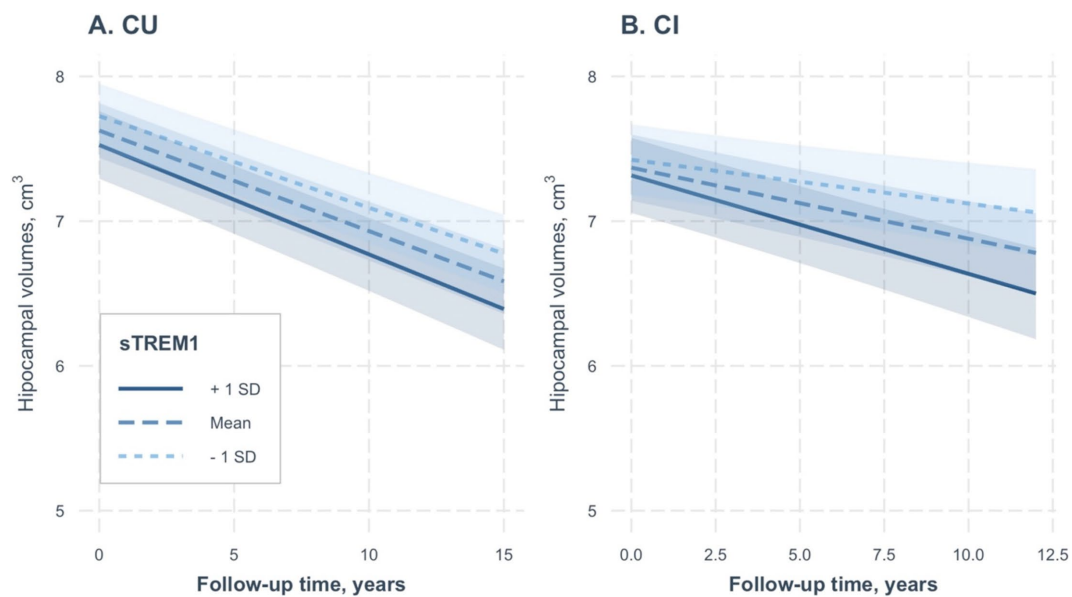 A. CU
8
7
6
5
Hipocampal volumes, cm³
sTREM1
+ 1 SD
Mean
- 1 SD
0 5 10 15
Follow-up time, years
B. CI
8
7
6
5
Hipocampal volumes, cm³
0.0 2.5 5.0 7.5 10.0 12.5
Follow-up time, years